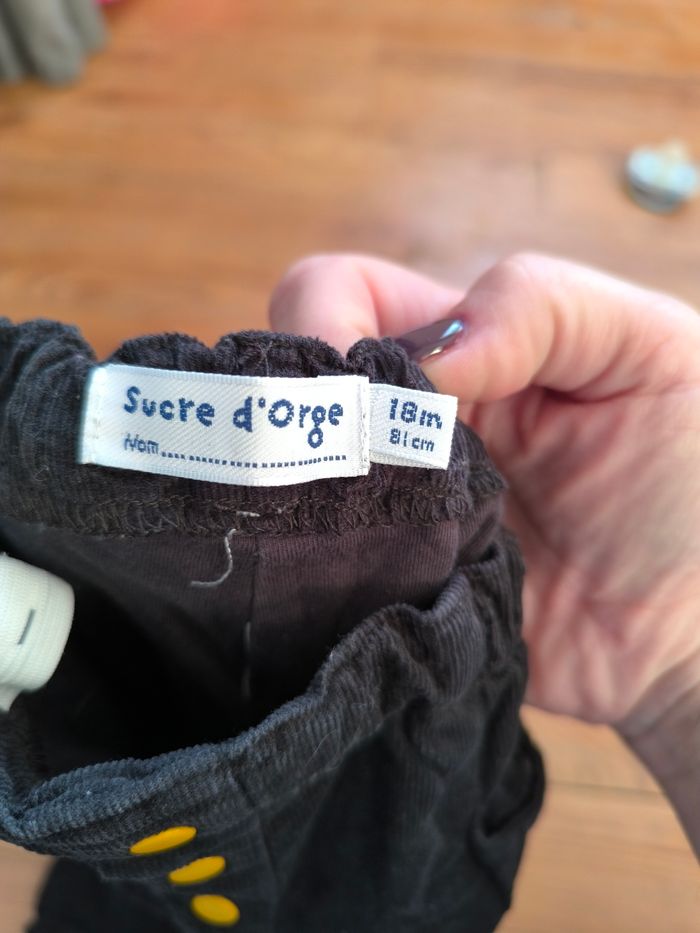 Sucre d'Orge
Nom..............................
18m
81cm